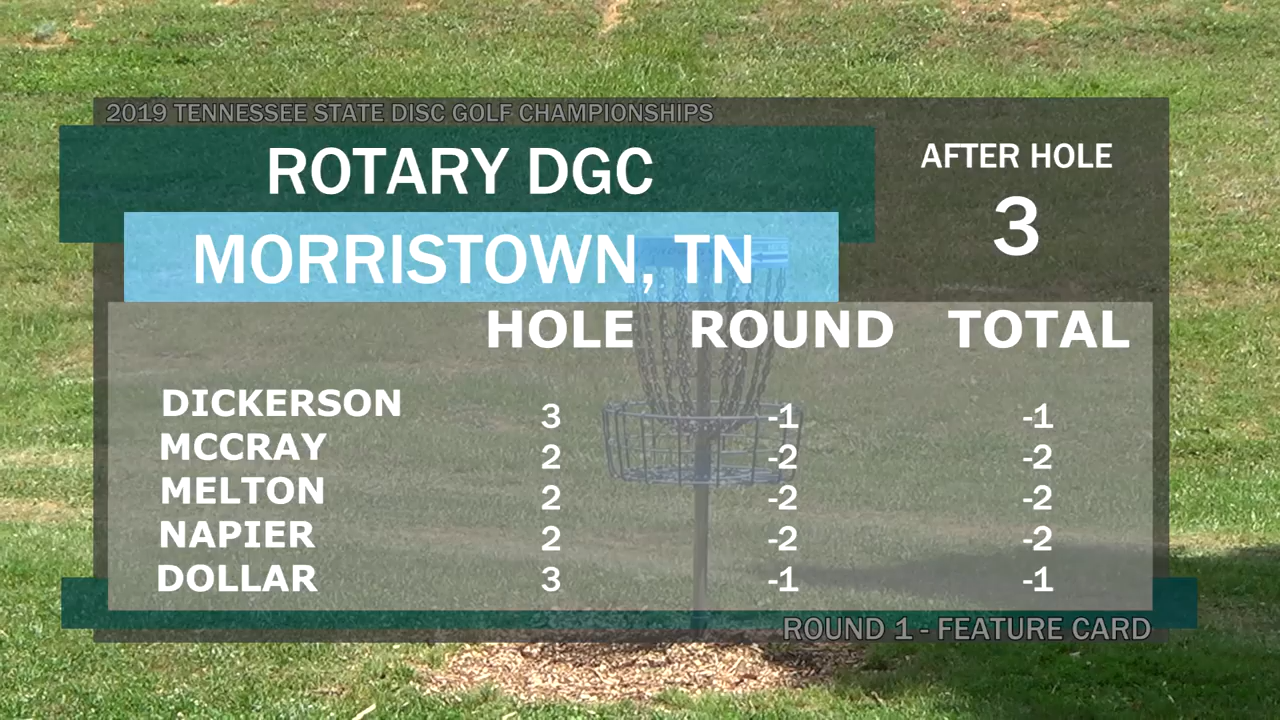 2019 TENNESSEE STATE DISC GOLF CHAMPIONSHIPS
ROTARY DGC
MORRISTOWN, TN
AFTER HOLE
3
HOLE ROUND TOTAL
DICKERSON 3 -1 -1
MCCRAY 2 -2 -2
MELTON 2 -2 -2
NAPIER 2 -2 -2
DOLLAR 3 -1 -1
ROUND 1 - FEATURE CARD